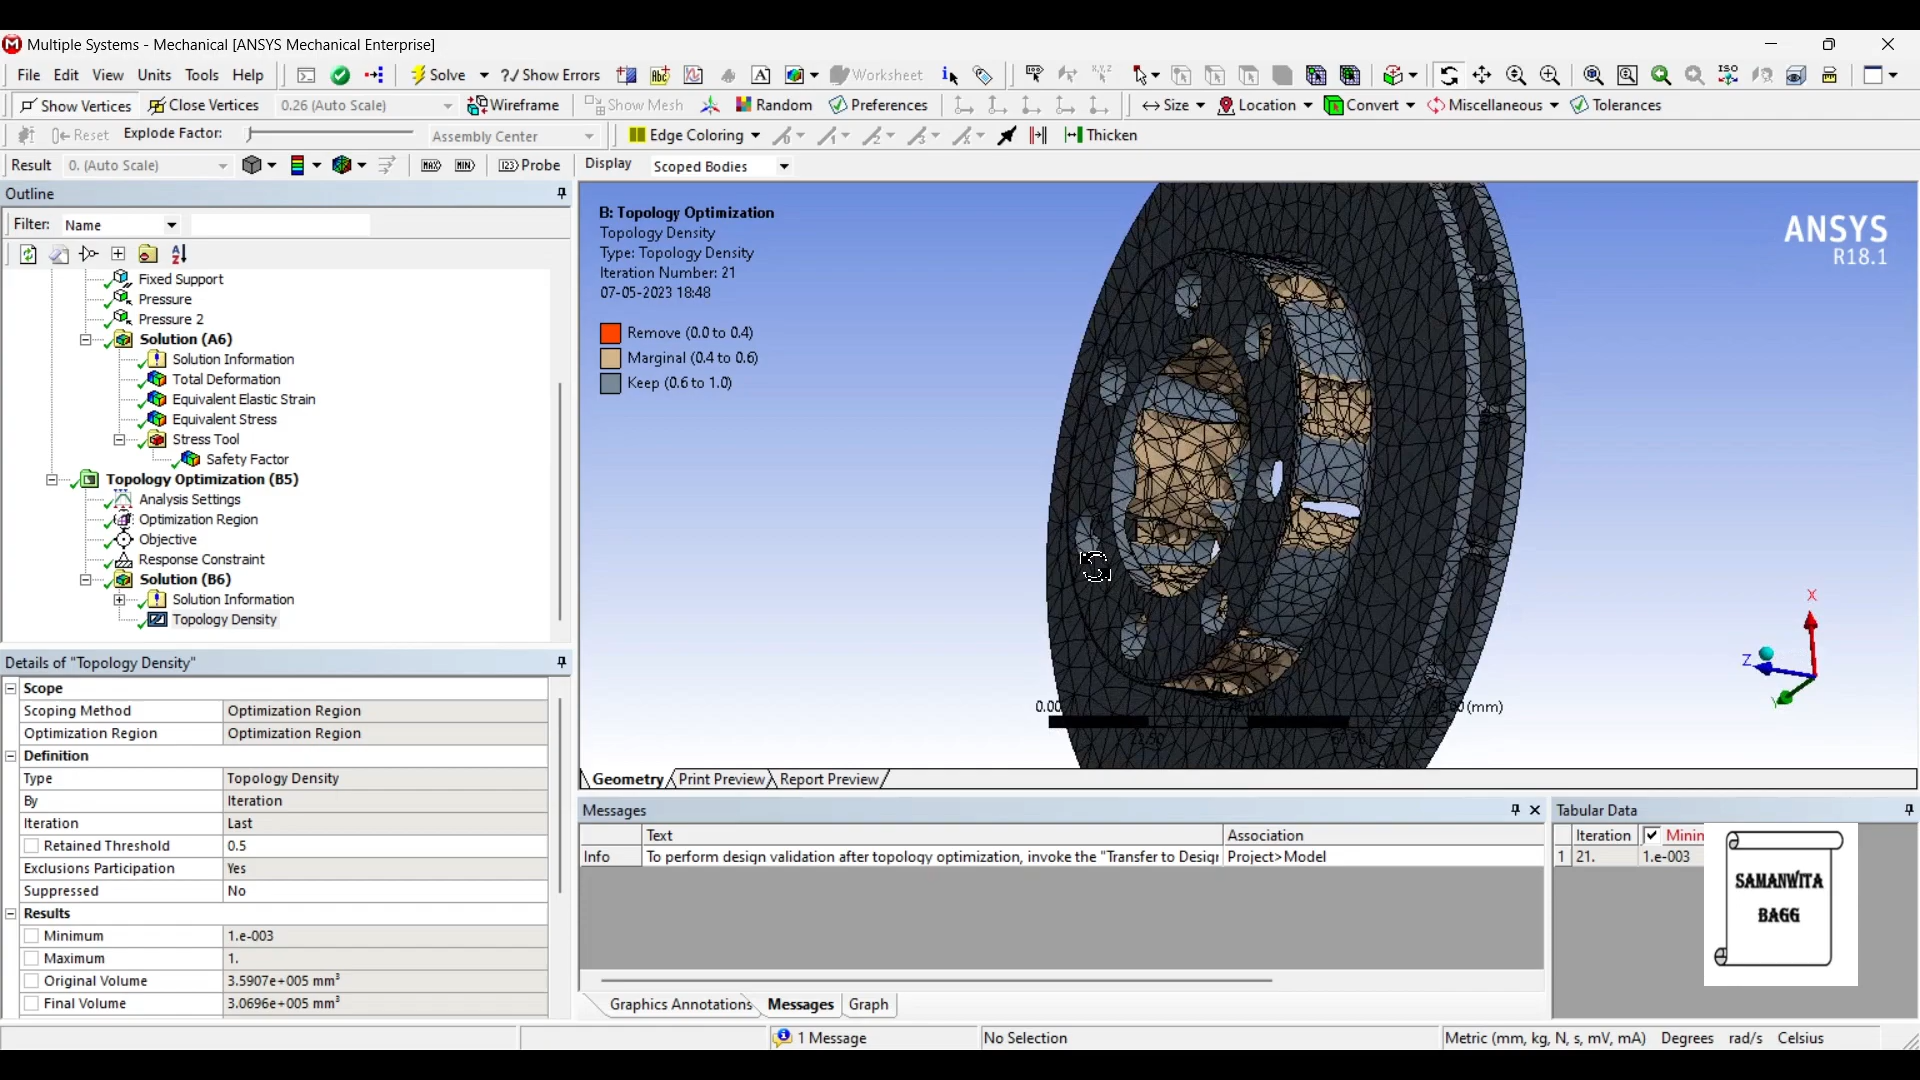 Multiple Systems - Mechanical [ANSYS Mechanical Enterprise]
File Edit View Units Tools Help Solve ?/ Show Errors Worksheet
Show Vertices Close Vertices 0.26 (Auto Scale) Wireframe Show Mesh Random Preferences Size Location Convert Miscellaneous Tolerances
Reset Explode Factor: Assembly Center Edge Coloring Thicken
Result 0. (Auto Scale) MAX MIN Probe Display Scoped Bodies
Outline
Filter: Name
Fixed Support
Pressure
Pressure 2
Solution (A6)
Solution Information
Total Deformation
Equivalent Elastic Strain
Equivalent Stress
Stress Tool
Safety Factor
Topology Optimization (B5)
Analysis Settings
Optimization Region
Objective
Response Constraint
Solution (B6)
Solution Information
Topology Density
Details of "Topology Density"
Scope
Scoping Method Optimization Region
Optimization Region Optimization Region
Definition
Type Topology Density
By Iteration
Iteration Last
Retained Threshold 0.5
Exclusions Participation Yes
Suppressed No
Results
Minimum 1.e-003
Maximum 1.
Original Volume 3.5907e+005 mm³
Final Volume 3.0696e+005 mm³
B: Topology Optimization
Topology Density
Type: Topology Density
Iteration Number: 21
07-05-2023 18:48
Remove (0.0 to 0.4)
Marginal (0.4 to 0.6)
Keep (0.6 to 1.0)
ANSYS
R18.1
X
Z
Y
(mm)
Geometry Print Preview Report Preview
Messages
Text Association
Info To perform design validation after topology optimization, invoke the "Transfer to Desig Project>Model
Graphics Annotations Messages Graph
Tabular Data
Iteration Minin
1 21. 1.e-003
SAMANWITA
BAGG
1 Message No Selection Metric (mm, kg, N, s, mV, mA) Degrees rad/s Celsius